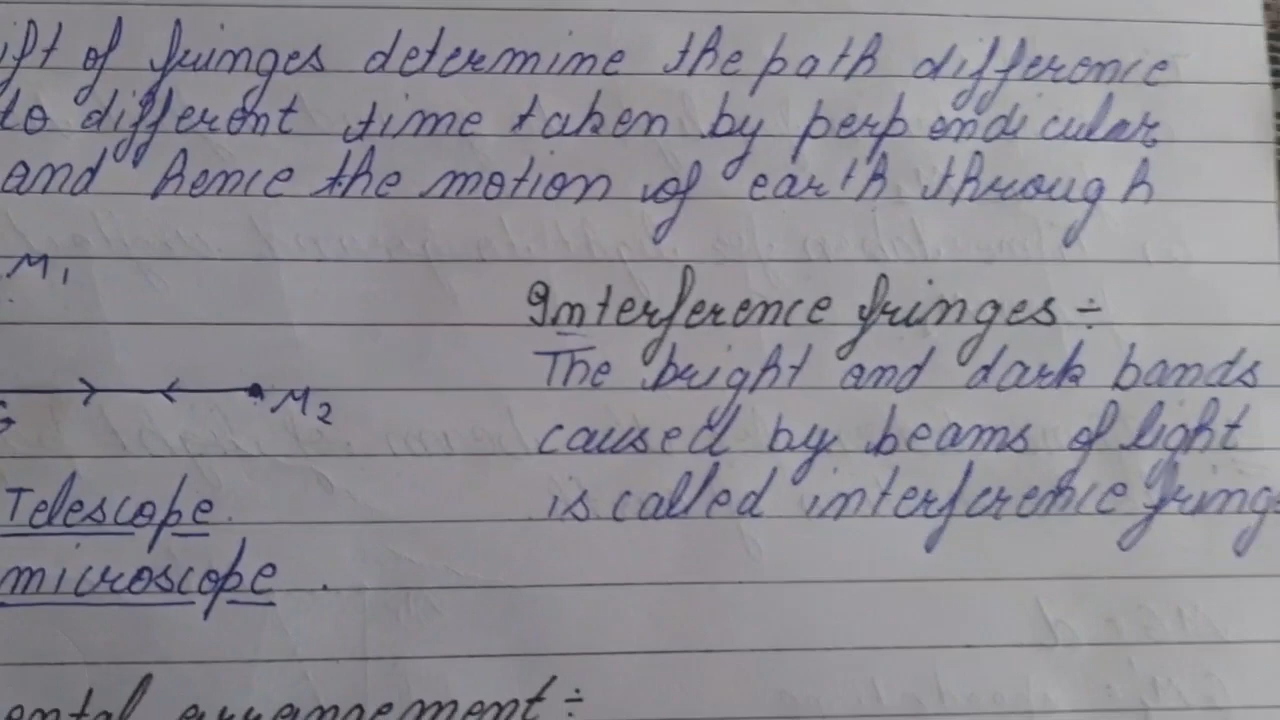 ift of fringes determine the path difference
to different time taken by perpendicular
and hence the motion of earth through
M1
Interference fringes ÷
The bright and dark bands
M2
caused by beams of light
Telescope.
is called interference fring
microscope.
ental arrangement ÷